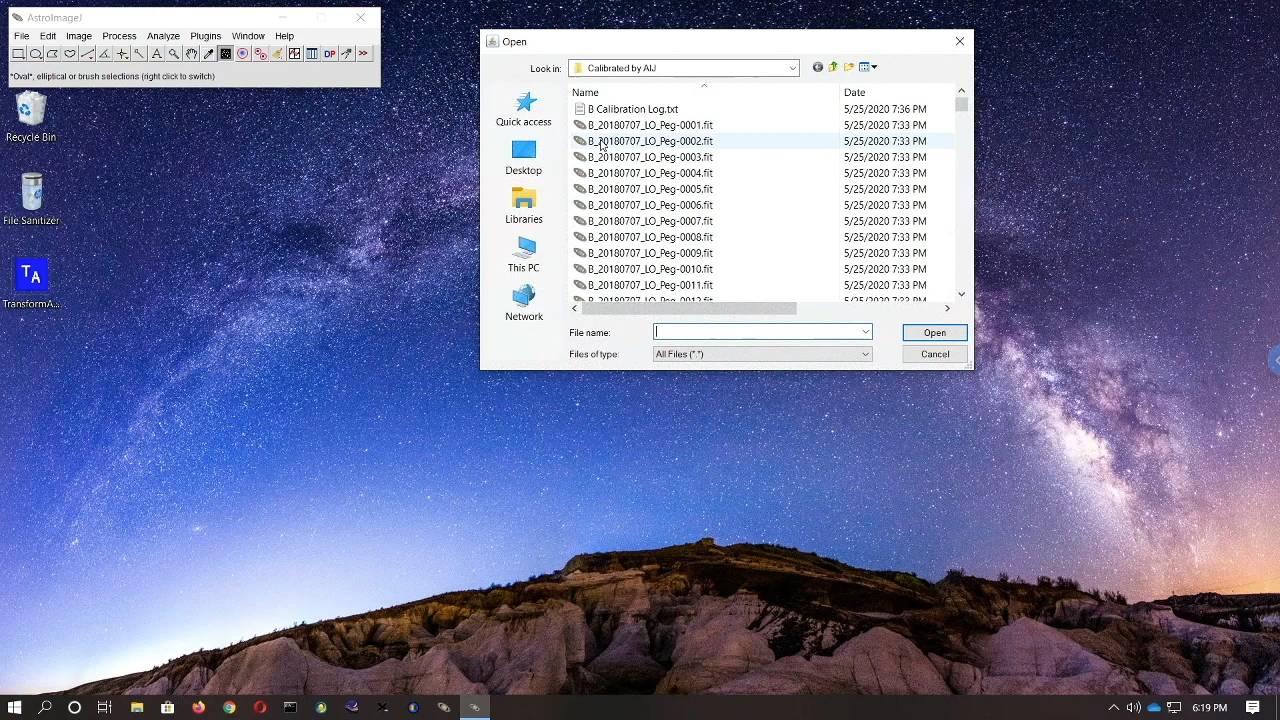 AstroImageJ
File Edit Image Process Analyze Plugins Window Help
A DP >>
*Oval*, elliptical or brush selections (right click to switch)
Recycle Bin
File Sanitizer
TA
TransformA...
Open
Look in: Calibrated by AIJ
Name Date
B Calibration Log.txt 5/25/2020 7:36 PM
B_20180707_LO_Peg-0001.fit 5/25/2020 7:33 PM
B_20180707_LO_Peg-0002.fit 5/25/2020 7:33 PM
B_20180707_LO_Peg-0003.fit 5/25/2020 7:33 PM
B_20180707_LO_Peg-0004.fit 5/25/2020 7:33 PM
B_20180707_LO_Peg-0005.fit 5/25/2020 7:33 PM
B_20180707_LO_Peg-0006.fit 5/25/2020 7:33 PM
B_20180707_LO_Peg-0007.fit 5/25/2020 7:33 PM
B_20180707_LO_Peg-0008.fit 5/25/2020 7:33 PM
B_20180707_LO_Peg-0009.fit 5/25/2020 7:33 PM
B_20180707_LO_Peg-0010.fit 5/25/2020 7:33 PM
B_20180707_LO_Peg-0011.fit 5/25/2020 7:33 PM
Quick access
Desktop
Libraries
This PC
Network
File name: Open
Files of type: All Files (*.*) Cancel
6:19 PM